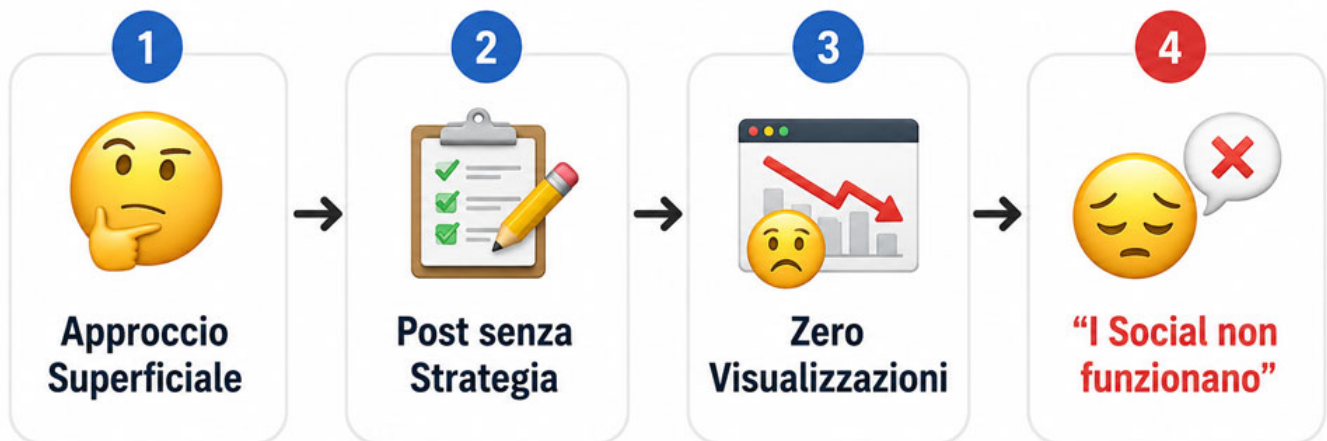 1
Approccio
Superficiale
2
Post senza
Strategia
3
Zero
Visualizzazioni
4
“I Social non
funzionano”